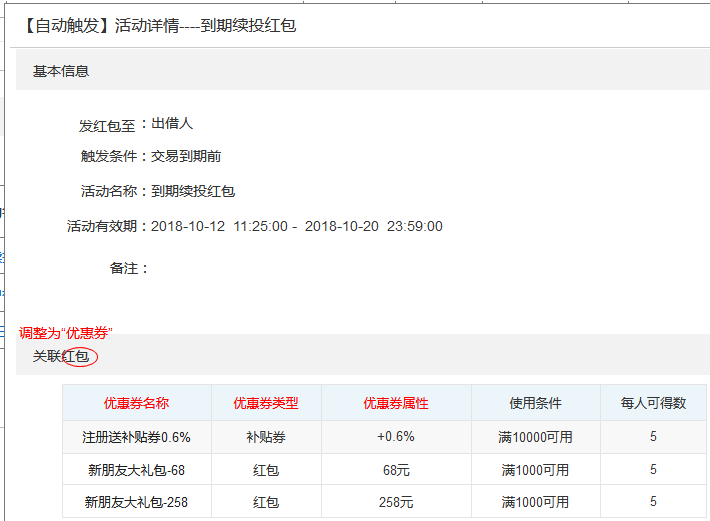 【自动触发】活动详情----到期续投红包
基本信息
发红包至：出借人
触发条件：交易到期前
活动名称：到期续投红包
活动有效期：2018-10-12 11:25:00 - 2018-10-20 23:59:00
备注：
调整为“优惠券”
关联红包
优惠券名称 优惠券类型 优惠券属性 使用条件 每人可得数
注册送补贴券0.6% 补贴券 +0.6% 满10000可用 5
新朋友大礼包-68 红包 68元 满1000可用 5
新朋友大礼包-258 红包 258元 满1000可用 5